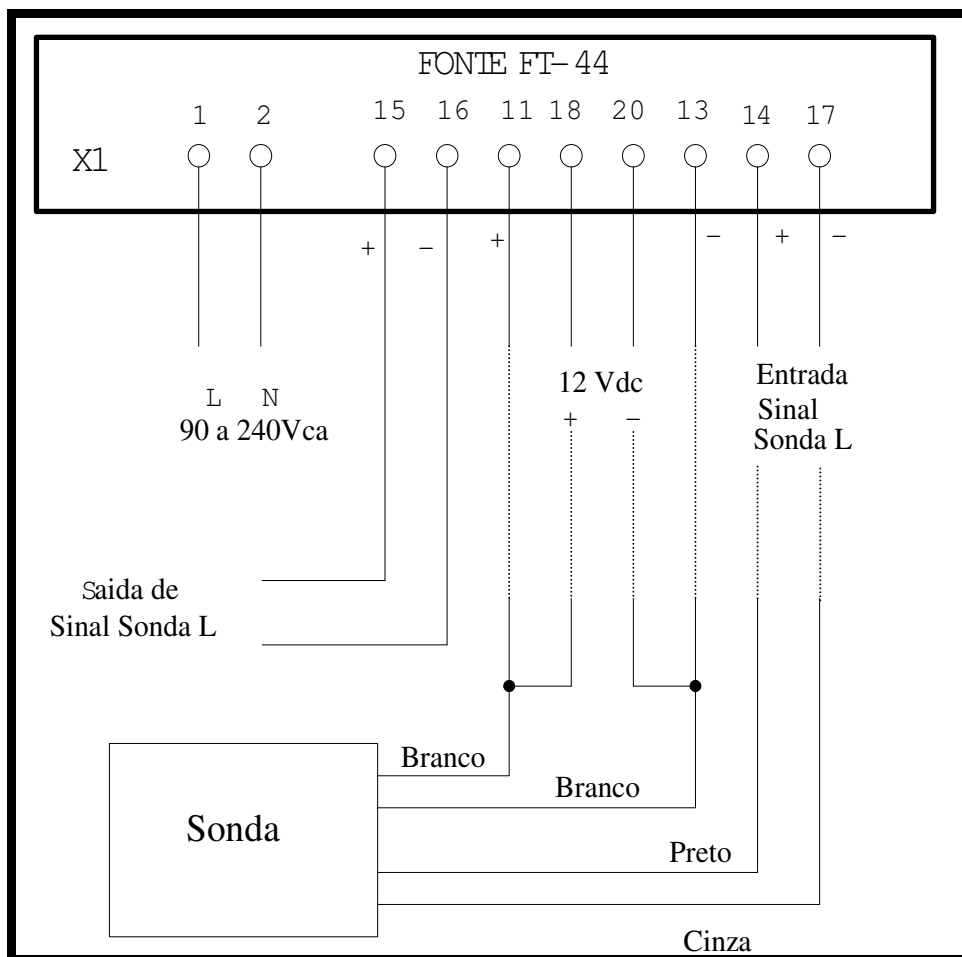 FONTE FT-44
1 2 15 16 11 18 20 13 14 17
X1
+ - + - + -
L N
90 a 240Vca
12 Vdc
+ -
Entrada
Sinal
Sonda L
Saida de
Sinal Sonda L
Branco
Branco
Sonda
Preto
Cinza